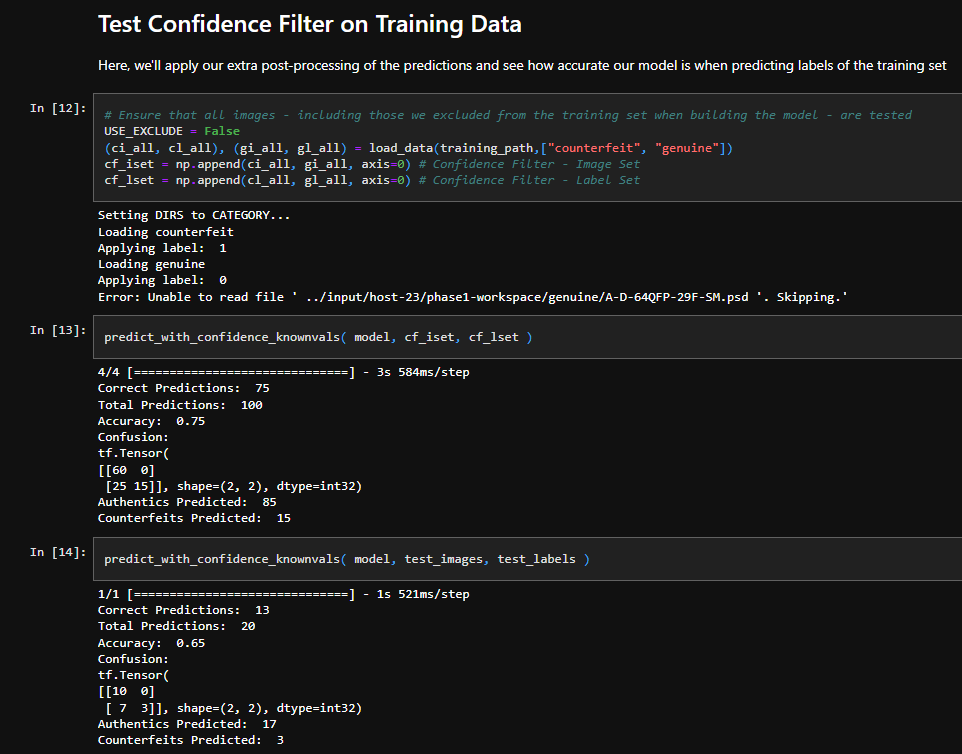 Test Confidence Filter on Training Data
Here, we'll apply our extra post-processing of the predictions and see how accurate our model is when predicting labels of the training set
In [12]:
# Ensure that all images - including those we excluded from the training set when building the model - are tested
USE_EXCLUDE = False
(ci_all, cl_all), (gi_all, gl_all) = load_data(training_path,["counterfeit", "genuine"])
cf_iset = np.append(ci_all, gi_all, axis=0) # Confidence Filter - Image Set
cf_lset = np.append(cl_all, gl_all, axis=0) # Confidence Filter - Label Set
Setting DIRS to CATEGORY...
Loading counterfeit
Applying label:  1
Loading genuine
Applying label:  0
Error: Unable to read file ' ../input/host-23/phase1-workspace/genuine/A-D-64QFP-29F-SM.psd '. Skipping.'
In [13]:
predict_with_confidence_knownvals( model, cf_iset, cf_lset )
4/4 [==============================] - 3s 584ms/step
Correct Predictions:  75
Total Predictions:  100
Accuracy:  0.75
Confusion:
tf.Tensor(
[[60  0]
 [25 15]], shape=(2, 2), dtype=int32)
Authentics Predicted:  85
Counterfeits Predicted:  15
In [14]:
predict_with_confidence_knownvals( model, test_images, test_labels )
1/1 [==============================] - 1s 521ms/step
Correct Predictions:  13
Total Predictions:  20
Accuracy:  0.65
Confusion:
tf.Tensor(
[[10  0]
 [ 7  3]], shape=(2, 2), dtype=int32)
Authentics Predicted:  17
Counterfeits Predicted:  3